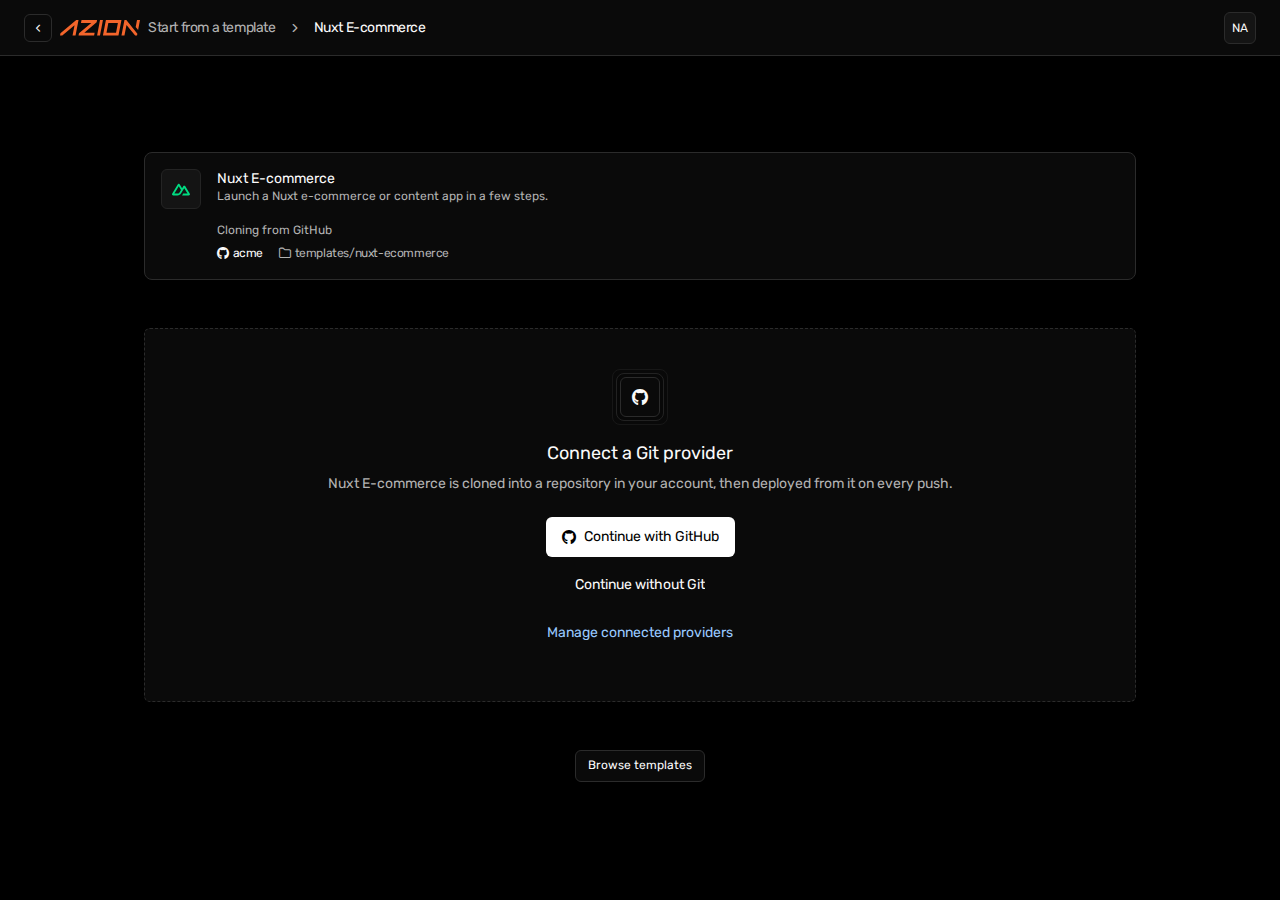 AZION Start from a template Nuxt E-commerce NA
Nuxt E-commerce
Launch a Nuxt e-commerce or content app in a few steps.
Cloning from GitHub
acme templates/nuxt-ecommerce
Connect a Git provider
Nuxt E-commerce is cloned into a repository in your account, then deployed from it on every push.
Continue with GitHub
Continue without Git
Manage connected providers
Browse templates